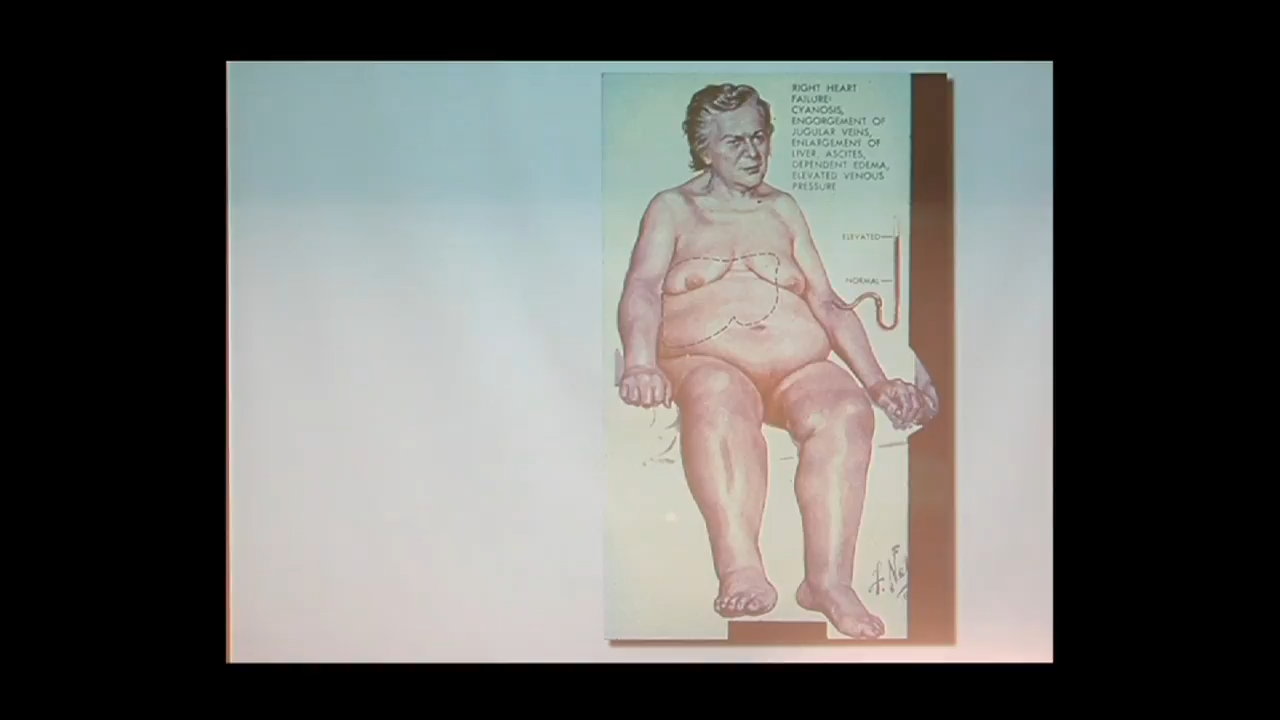 RIGHT HEART
FAILURE:
CYANOSIS,
ENGORGEMENT OF
JUGULAR VEINS,
ENLARGEMENT OF
LIVER, ASCITES,
DEPENDENT EDEMA,
ELEVATED VENOUS
PRESSURE
ELEVATED
NORMAL